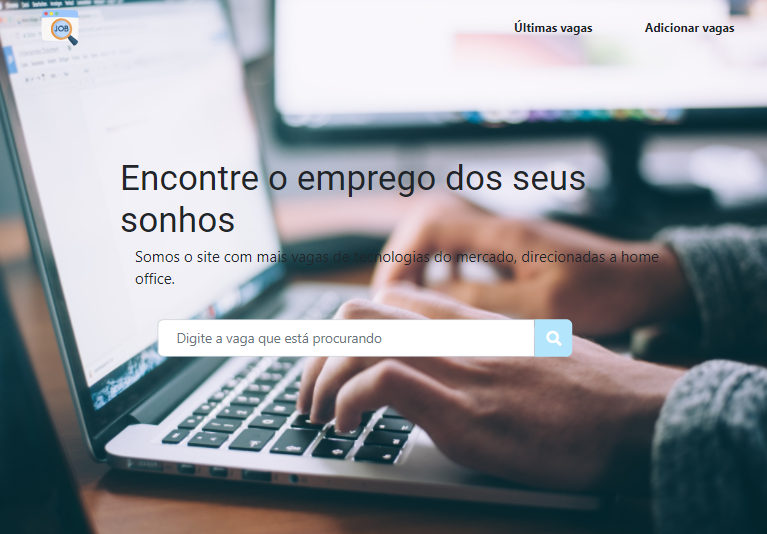 JOB
Últimas vagas
Adicionar vagas
Encontre o emprego dos seus
sonhos
Somos o site com mais vagas de tecnologias do mercado, direcionadas a home
office.
Digite a vaga que está procurando